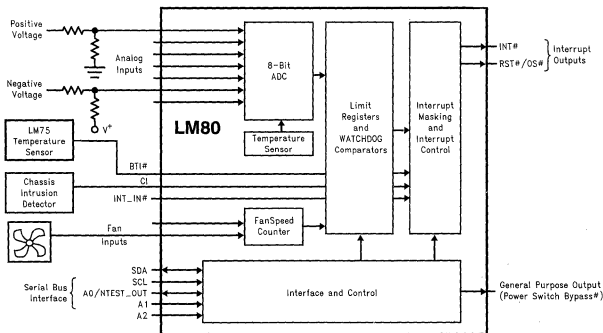 Positive
Voltage
Analog
Inputs
Negative
Voltage
V+
8-Bit
ADC
LM80
Temperature
Sensor
Limit
Registers
and
WATCHDOG
Comparators
Interrupt
Masking
and
Interrupt
Control
INT#
RST#/OS#
Interrupt
Outputs
LM75
Temperature
Sensor
BTI#
Chassis
Intrusion
Detector
CI
INT_IN#
Fan
Inputs
FanSpeed
Counter
Serial Bus
Interface
SDA
SCL
A0/NTEST_OUT
A1
A2
Interface and Control
General Purpose Output
(Power Switch Bypass#)